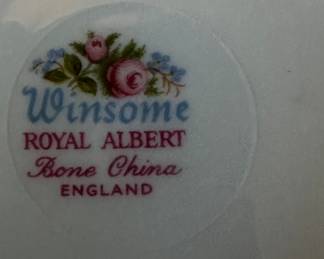 Winsome
ROYAL ALBERT
Bone China
ENGLAND